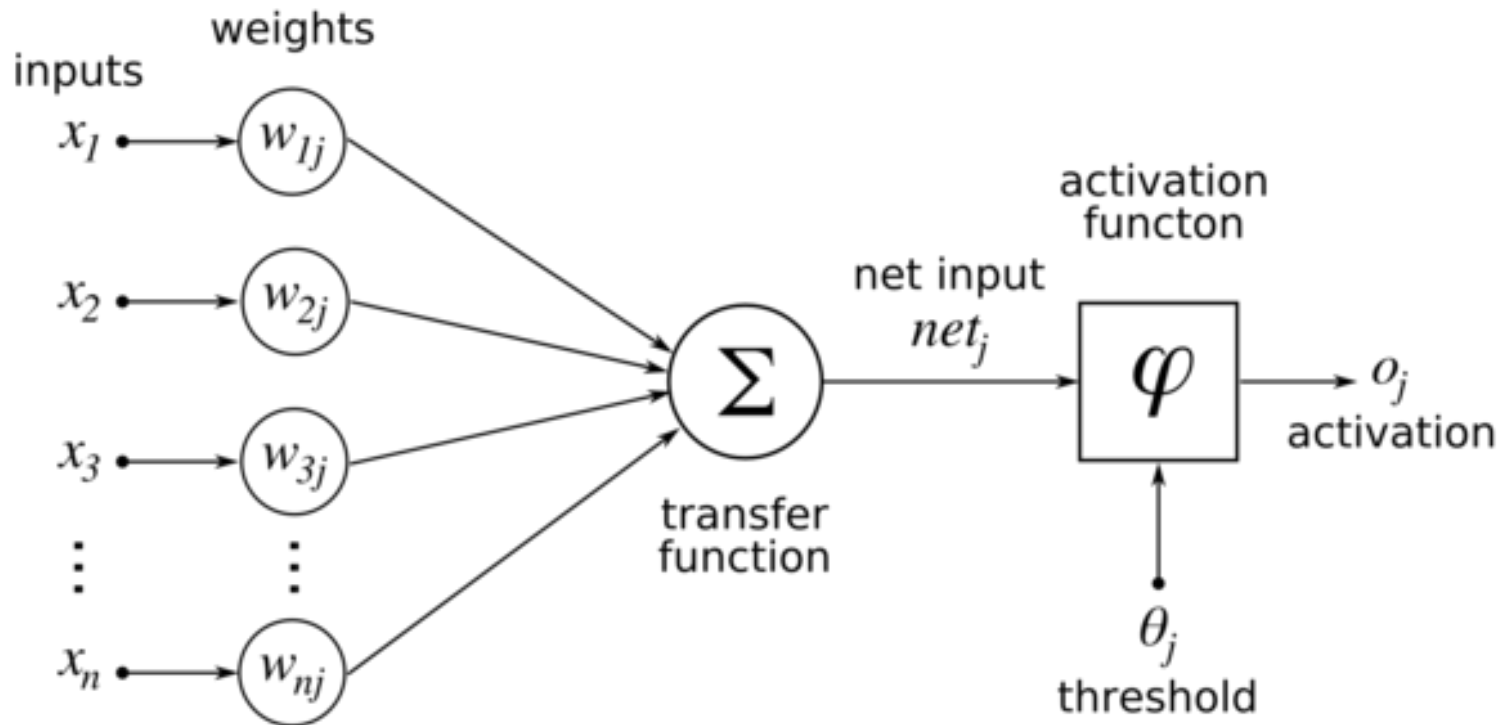 weights
inputs
x₁
w₁ⱼ
x₂
w₂ⱼ
x₃
w₃ⱼ
⋮
⋮
xₙ
wₙⱼ
Σ
transfer
function
net input
netⱼ
activation
functon
φ
oⱼ
activation
θⱼ
threshold